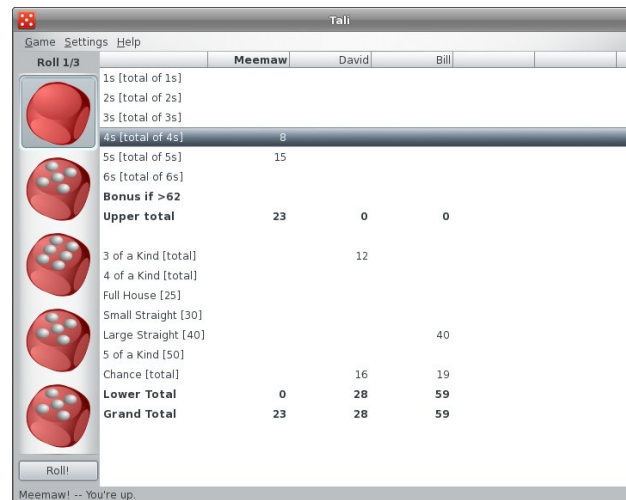 Tali
Game Settings Help
Roll 1/3 Meemaw David Bill
1s [total of 1s]
2s [total of 2s]
3s [total of 3s]
4s [total of 4s] 8
5s [total of 5s] 15
6s [total of 6s]
Bonus if >62
Upper total 23 0 0
3 of a Kind [total] 12
4 of a Kind [total]
Full House [25]
Small Straight [30]
Large Straight [40] 40
5 of a Kind [50]
Chance [total] 16 19
Lower Total 0 28 59
Grand Total 23 28 59
Roll!
Meemaw! -- You're up.